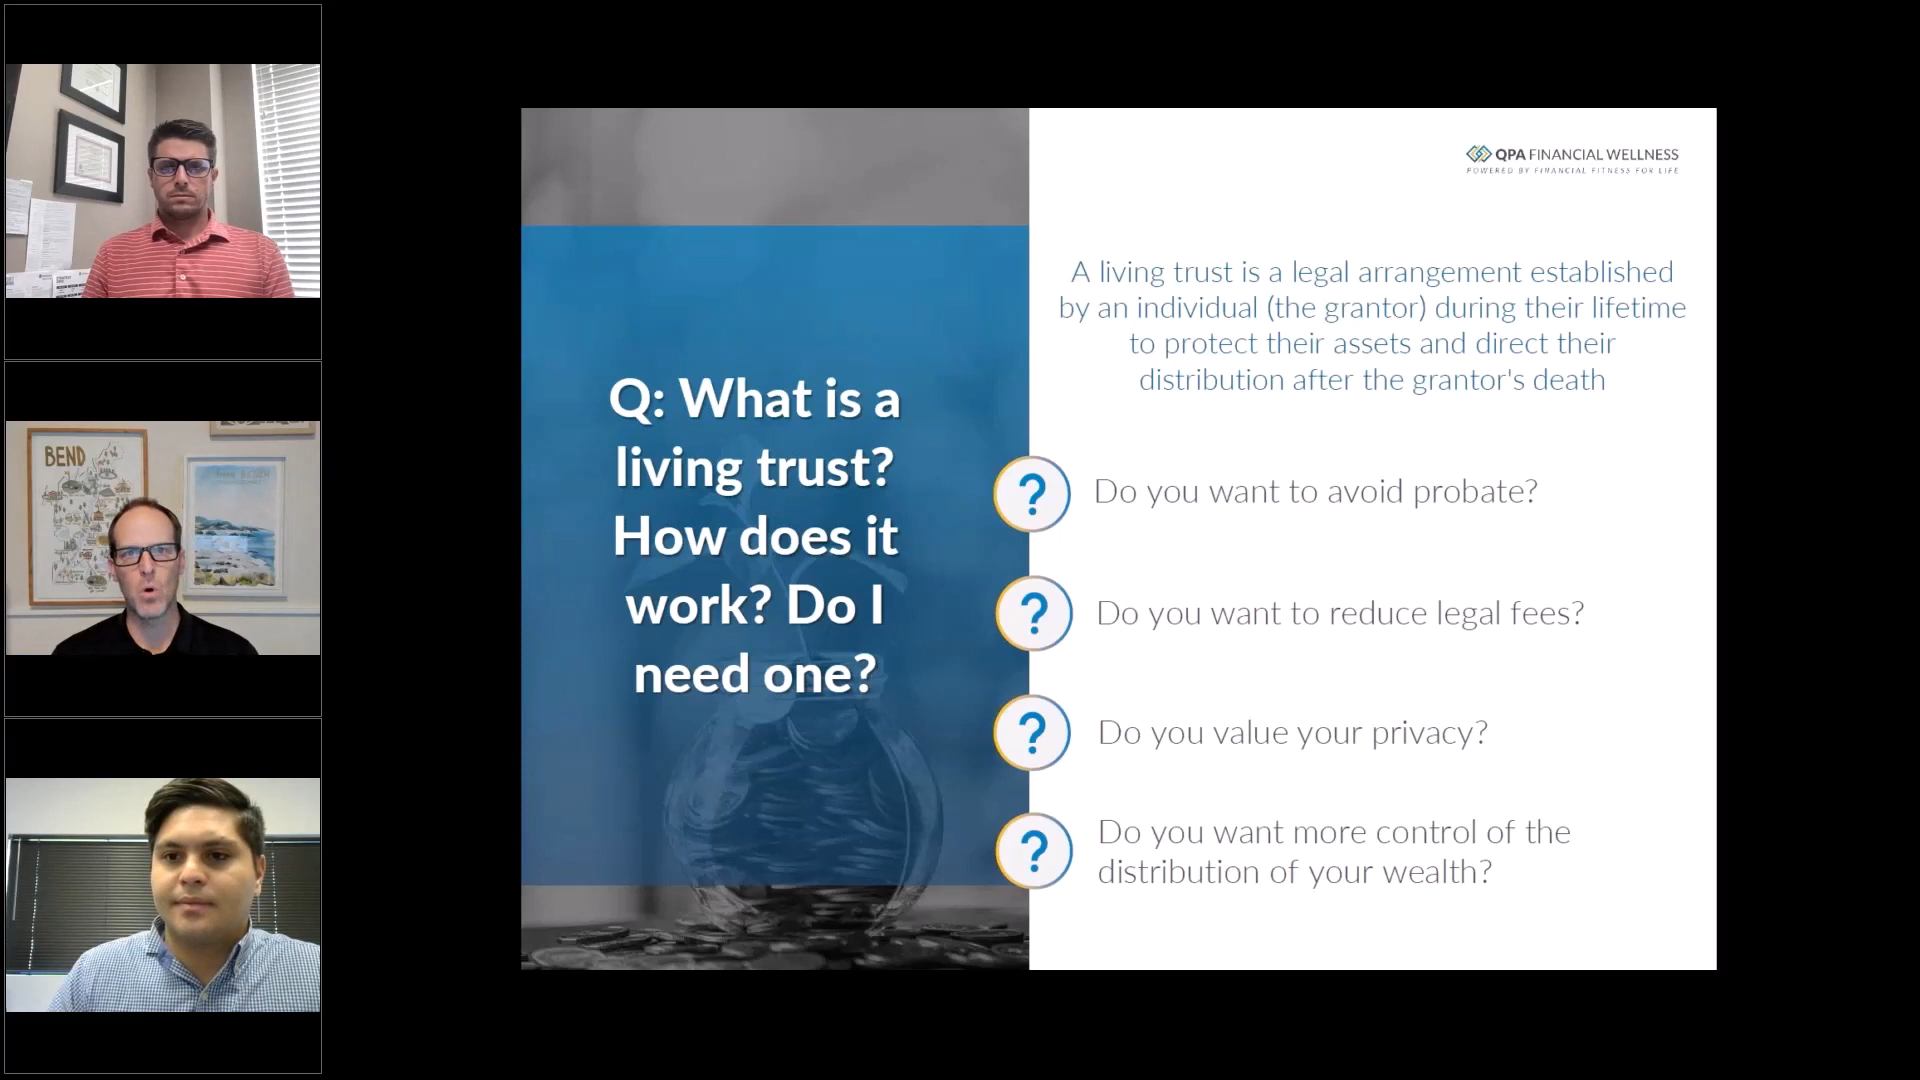 BEND
Q: What is a
living trust?
How does it
work? Do I
need one?
QPA FINANCIAL WELLNESS
POWERED BY FINANCIAL FITNESS FOR LIFE
A living trust is a legal arrangement established
by an individual (the grantor) during their lifetime
to protect their assets and direct their
distribution after the grantor's death
? Do you want to avoid probate?
? Do you want to reduce legal fees?
? Do you value your privacy?
? Do you want more control of the
distribution of your wealth?